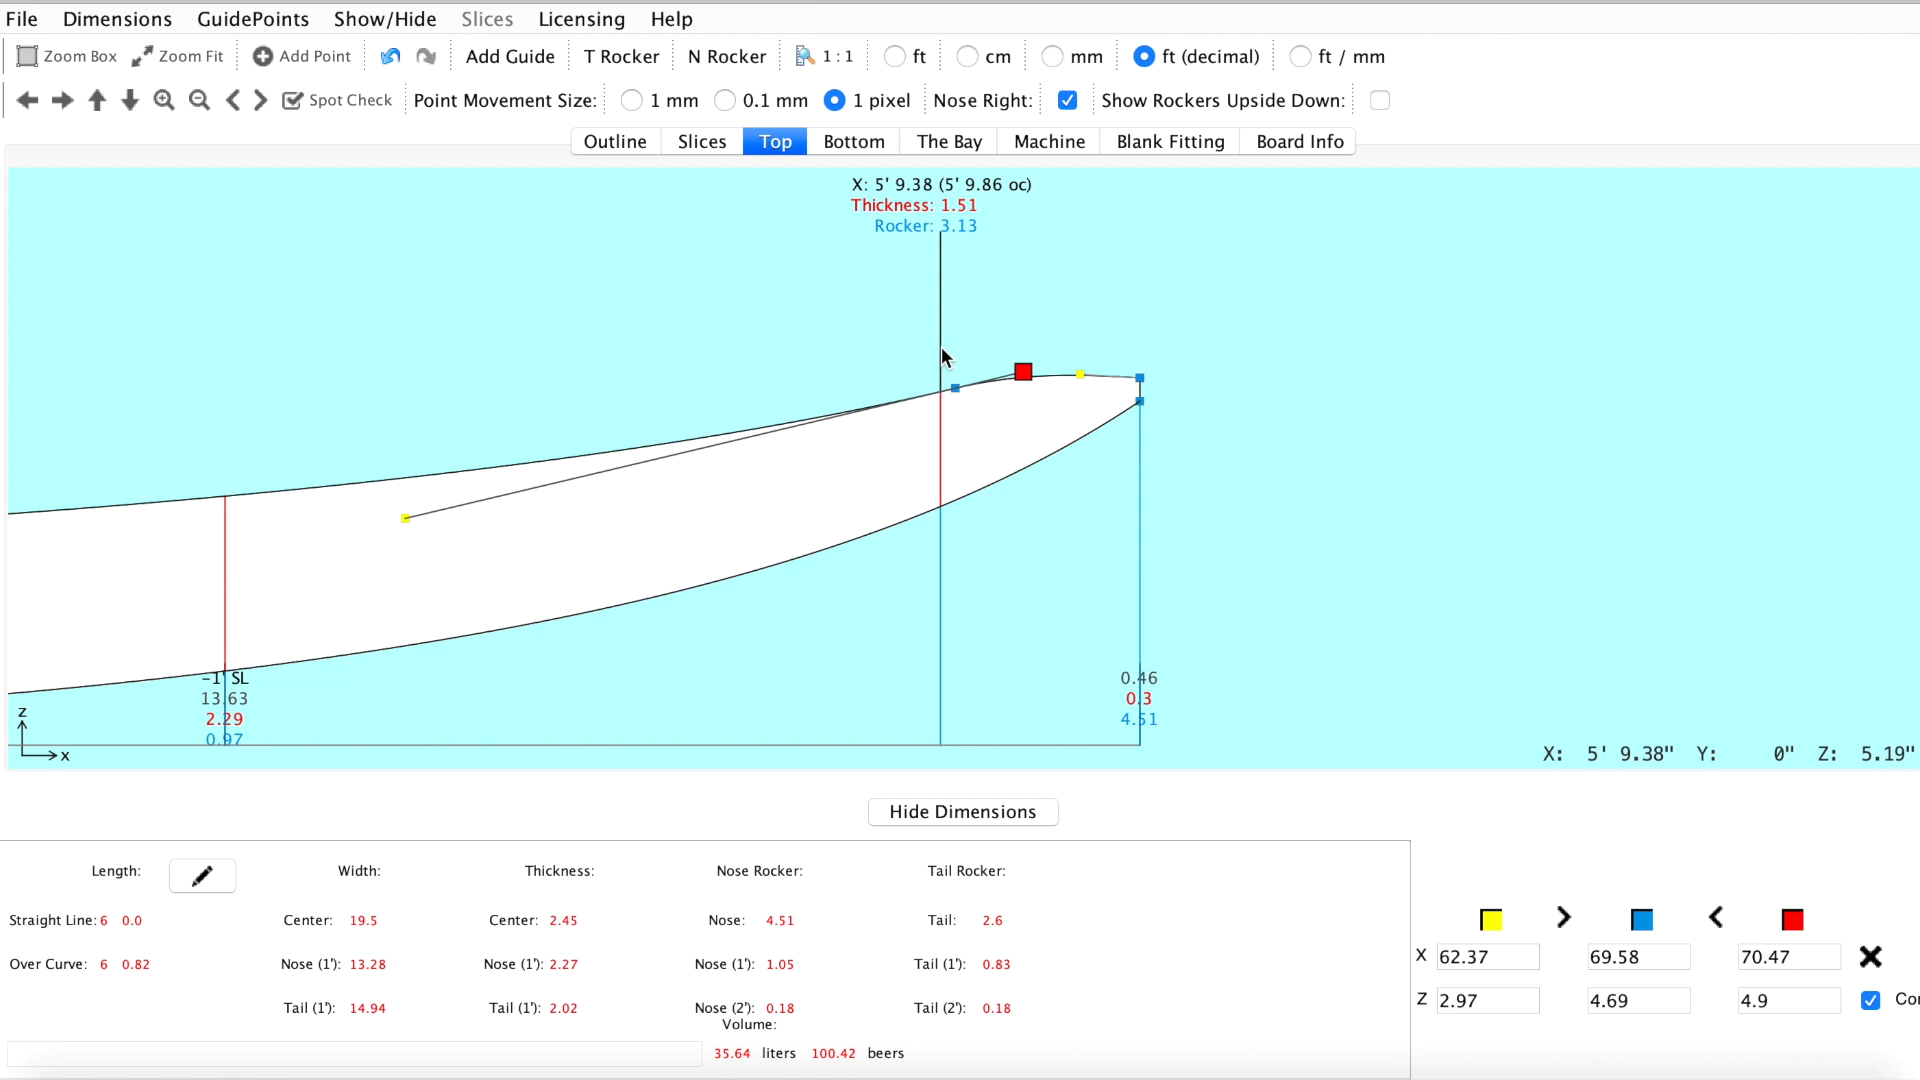 File Dimensions GuidePoints Show/Hide Slices Licensing Help
Zoom Box Zoom Fit Add Point Add Guide T Rocker N Rocker 1 : 1 ft cm mm ft (decimal) ft / mm
Spot Check Point Movement Size: 1 mm 0.1 mm 1 pixel Nose Right: Show Rockers Upside Down:
Outline Slices Top Bottom The Bay Machine Blank Fitting Board Info
X: 5' 9.38 (5' 9.86 oc)
Thickness: 1.51
Rocker: 3.13
-1' SL
13.63
2.29
0.97
0.46
0.3
4.51
z
x
X: 5' 9.38" Y: 0" Z: 5.19"
Hide Dimensions
Length: Width: Thickness: Nose Rocker: Tail Rocker:
Straight Line: 6 0.0 Center: 19.5 Center: 2.45 Nose: 4.51 Tail: 2.6
Over Curve: 6 0.82 Nose (1'): 13.28 Nose (1'): 2.27 Nose (1'): 1.05 Tail (1'): 0.83
Tail (1'): 14.94 Tail (1'): 2.02 Nose (2'): 0.18 Tail (2'): 0.18
Volume:
35.64 liters 100.42 beers
> <
X 62.37 69.58 70.47
Z 2.97 4.69 4.9